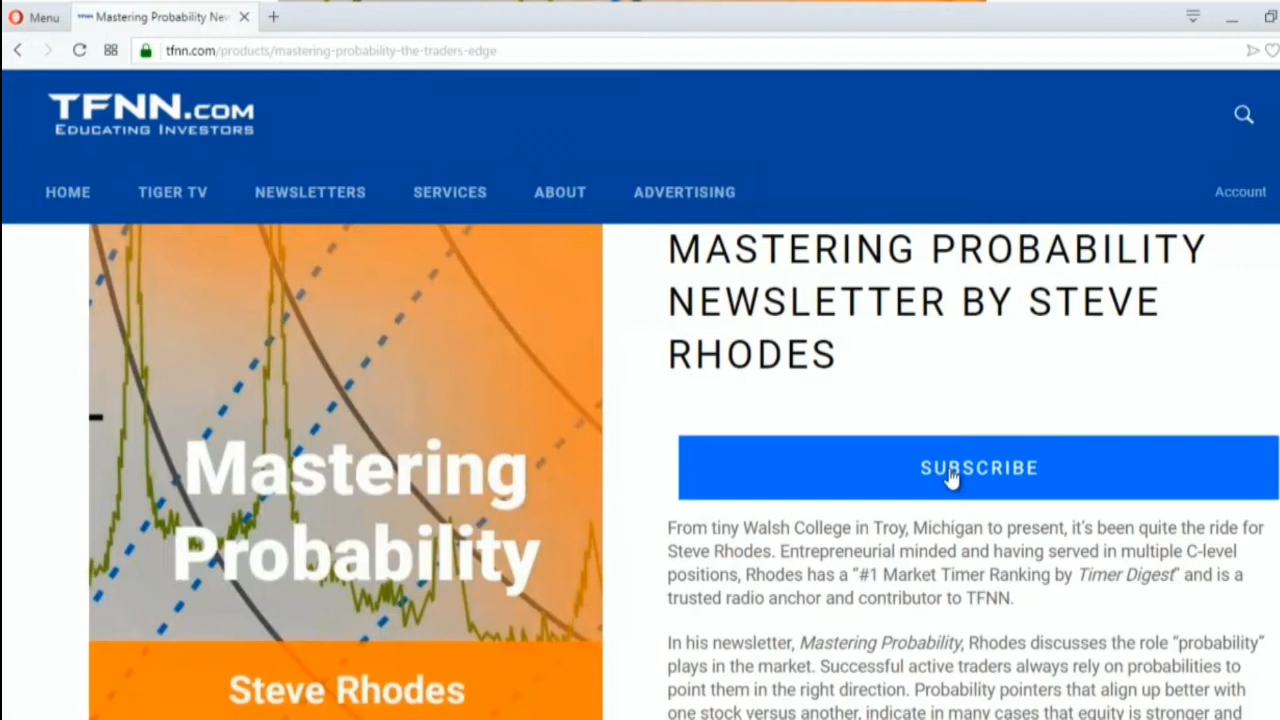 Menu
Mastering Probability New
tfnn.com/products/mastering-probability-the-traders-edge
TFNN.COM
EDUCATING INVESTORS
HOME TIGER TV NEWSLETTERS SERVICES ABOUT ADVERTISING Account
MASTERING PROBABILITY
NEWSLETTER BY STEVE
RHODES
Mastering
Probability
Steve Rhodes
SUBSCRIBE
From tiny Walsh College in Troy, Michigan to present, it's been quite the ride for
Steve Rhodes. Entrepreneurial minded and having served in multiple C-level
positions, Rhodes has a "#1 Market Timer Ranking by Timer Digest" and is a
trusted radio anchor and contributor to TFNN.
In his newsletter, Mastering Probability, Rhodes discusses the role "probability"
plays in the market. Successful active traders always rely on probabilities to
point them in the right direction. Probability pointers that align up better with
one stock versus another, indicate in many cases that equity is stronger and